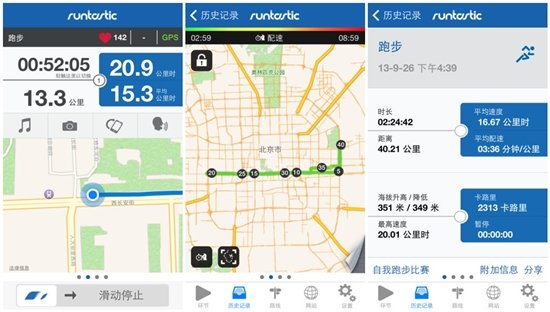 runtastic
跑步
142
-
GPS
00:52:05
轻触这里以切换
20.9 公里时
13.3 公里
1
15.3 平均 公里时
西长安街
法律信息
滑动停止
历史记录
runtastic
02:59
配速
08:59
奥林匹克公园
北京市
40
35
5
10
30
25
15
20
环节
历史记录
路线
网站
设置
历史记录
runtastic
跑步
13-9-26 下午4:39
时长
02:24:42
距离
40.21 公里
平均速度
16.67 公里时
平均配速
03:36 分钟/公里
海拔升高 / 降低
351 米 / 349 米
最高速度
20.01 公里时
卡路里
2313 卡路里
暂停
00:00:00
自我跑步比赛
附加信息
分享
环节
历史记录
路线
网站
设置